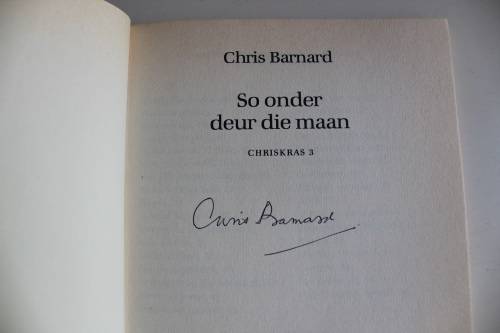 Chris Barnard
So onder
deur die maan
CHRISKRAS 3
Chris Barnard